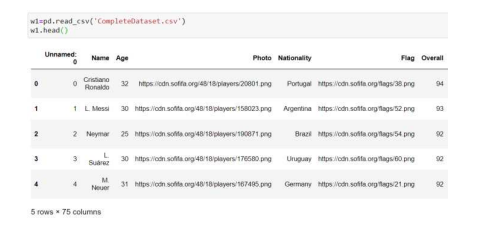 w1=pd.read_csv('CompleteDataset.csv')
w1.head()
Unnamed: 0 Name Age Photo Nationality Flag Overall
0 0 Cristiano Ronaldo 32 https://cdn.sofifa.org/48/18/players/20801.png Portugal https://cdn.sofifa.org/flags/38.png 94
1 1 L. Messi 30 https://cdn.sofifa.org/48/18/players/158023.png Argentina https://cdn.sofifa.org/flags/52.png 93
2 2 Neymar 25 https://cdn.sofifa.org/48/18/players/190871.png Brazil https://cdn.sofifa.org/flags/54.png 92
3 3 L. Suárez 30 https://cdn.sofifa.org/48/18/players/176580.png Uruguay https://cdn.sofifa.org/flags/60.png 92
4 4 M. Neuer 31 https://cdn.sofifa.org/48/18/players/167495.png Germany https://cdn.sofifa.org/flags/21.png 92
5 rows × 75 columns